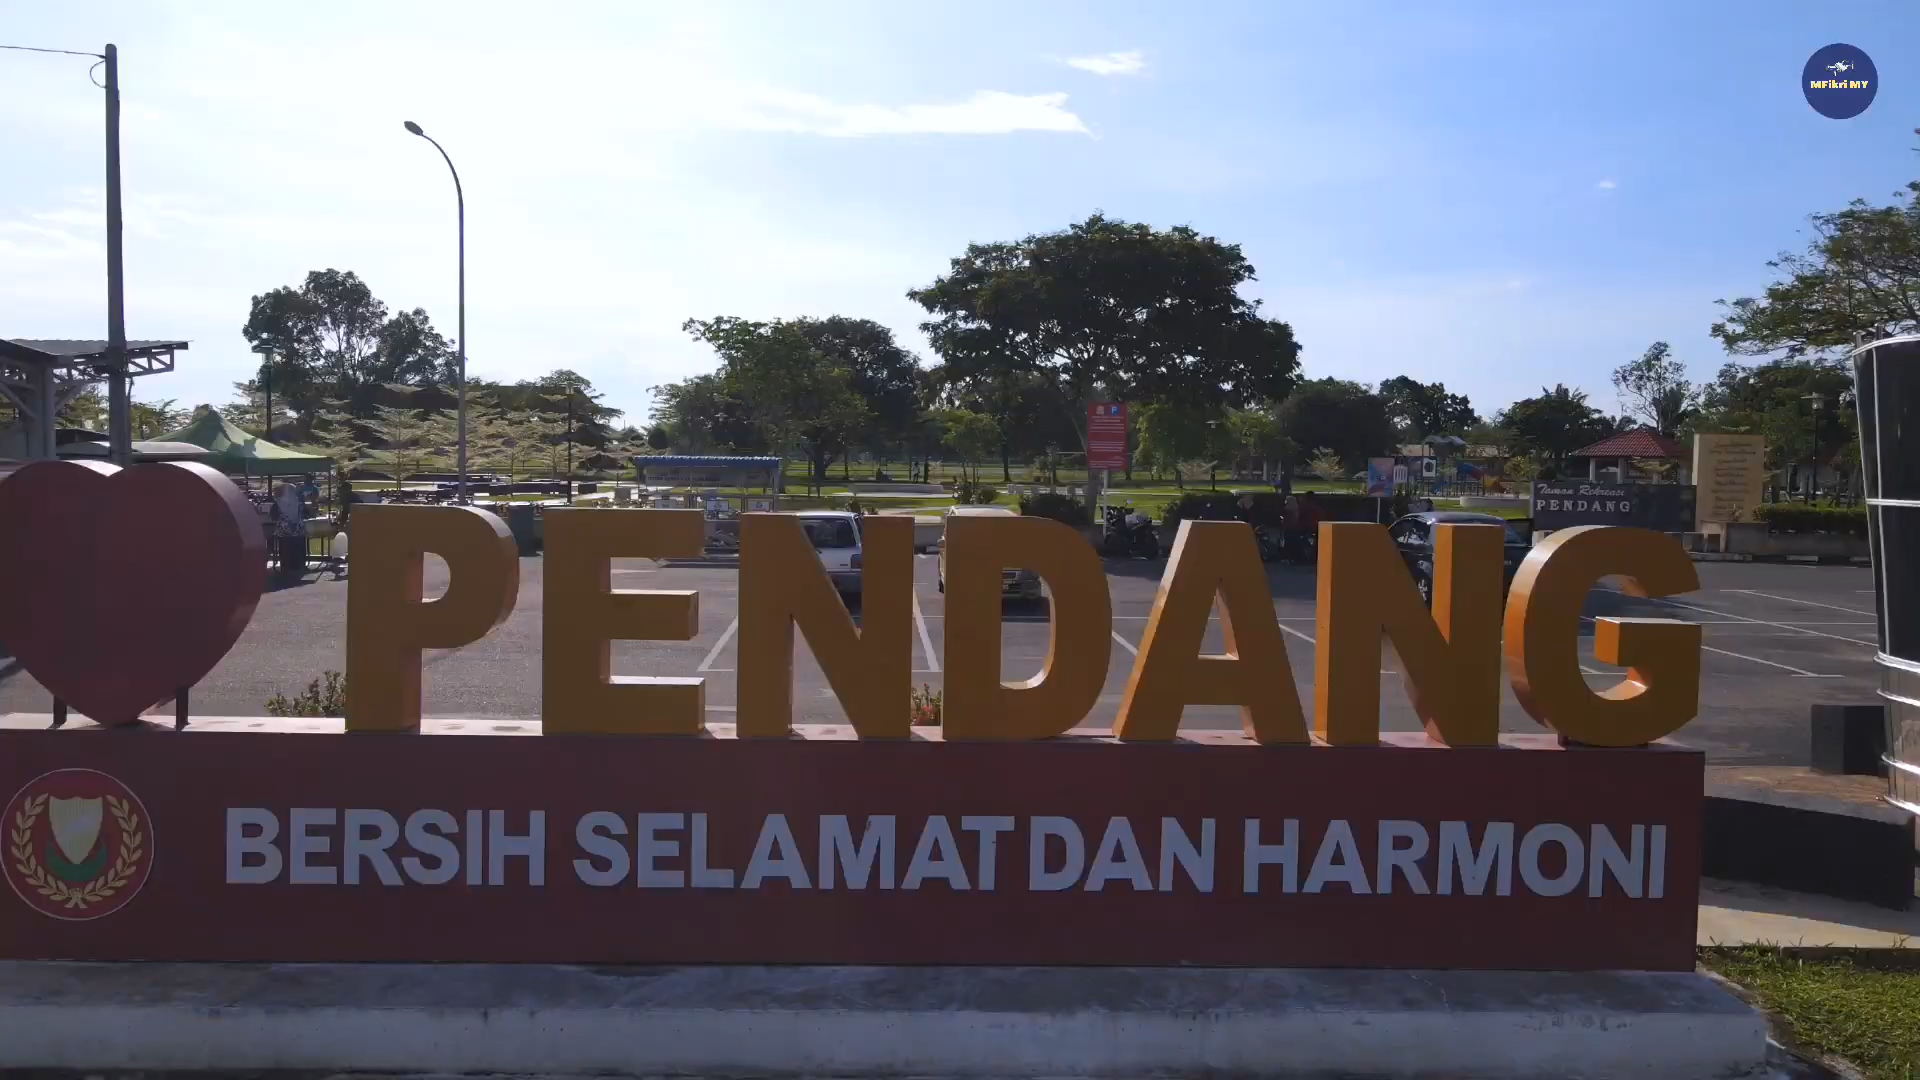 MFikri MY
P
Taman Rekreasi
PENDANG
PENDANG
BERSIH SELAMAT DAN HARMONI